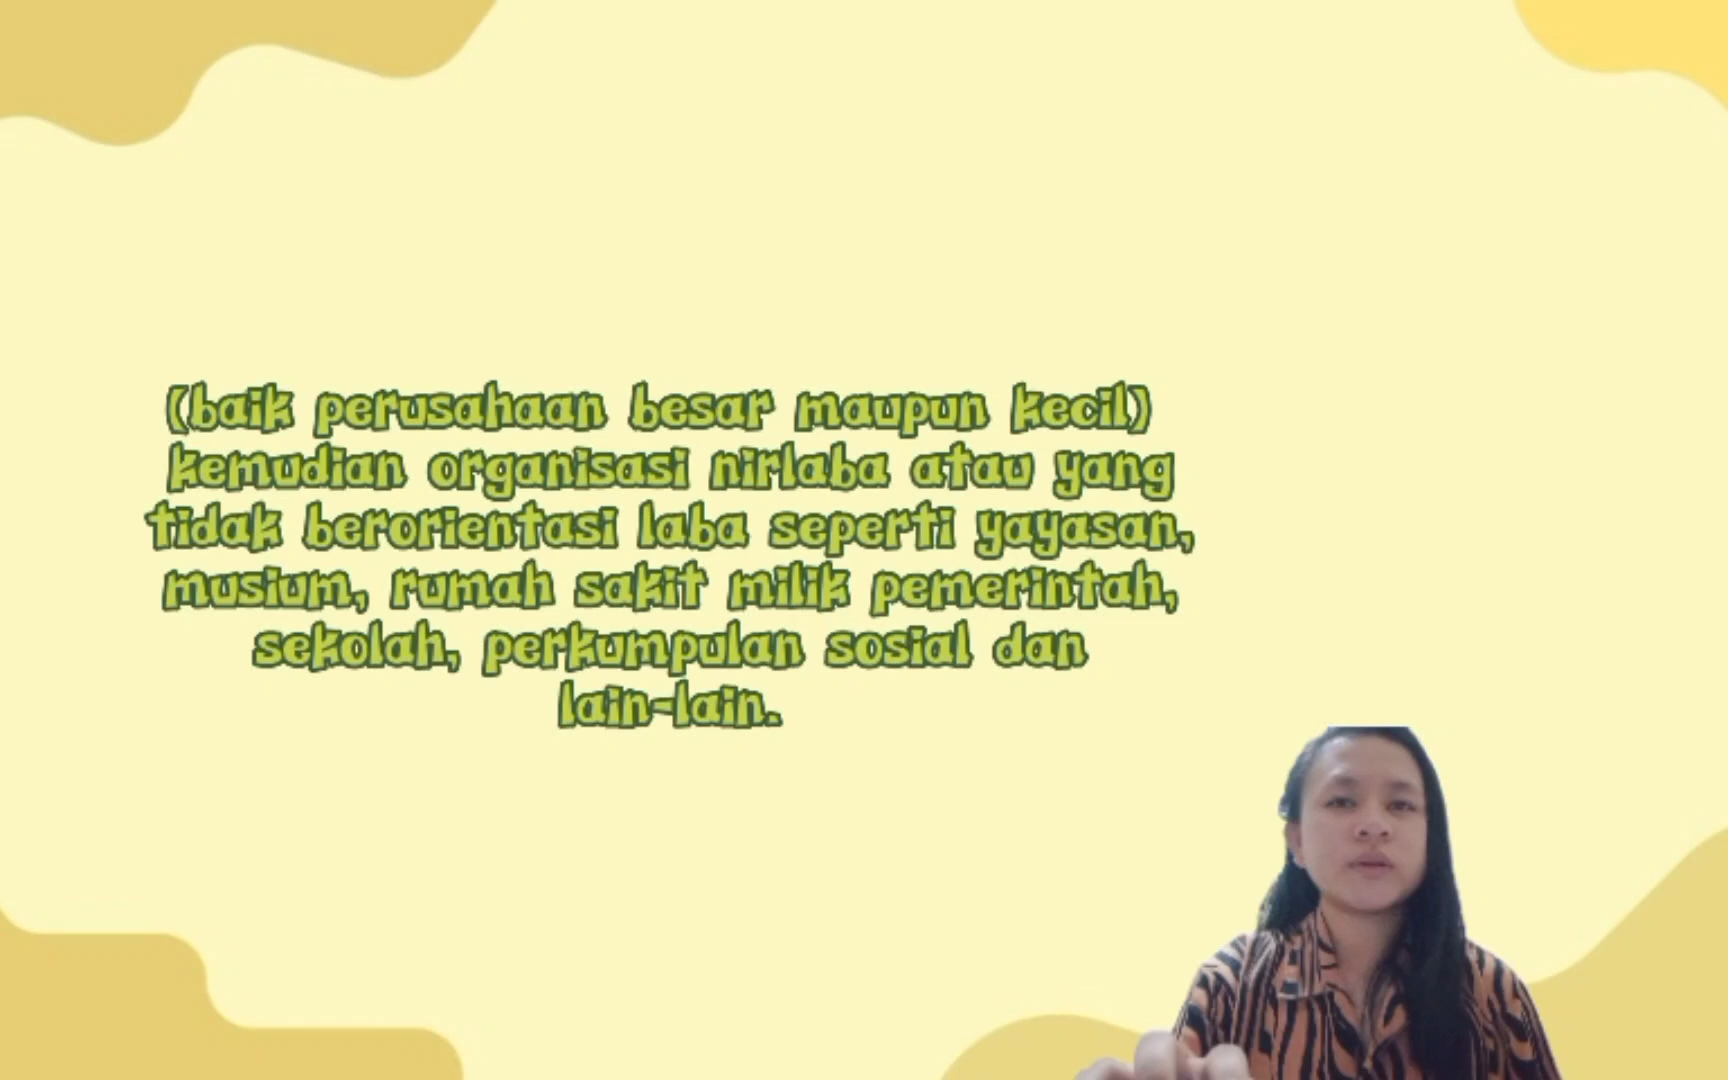 (baik perusahaan besar maupun kecil)
kemudian organisasi nirlaba atau yang
tidak berorientasi laba seperti yayasan,
musium, rumah sakit milik pemerintah,
sekolah, perkumpulan sosial dan
lain-lain.